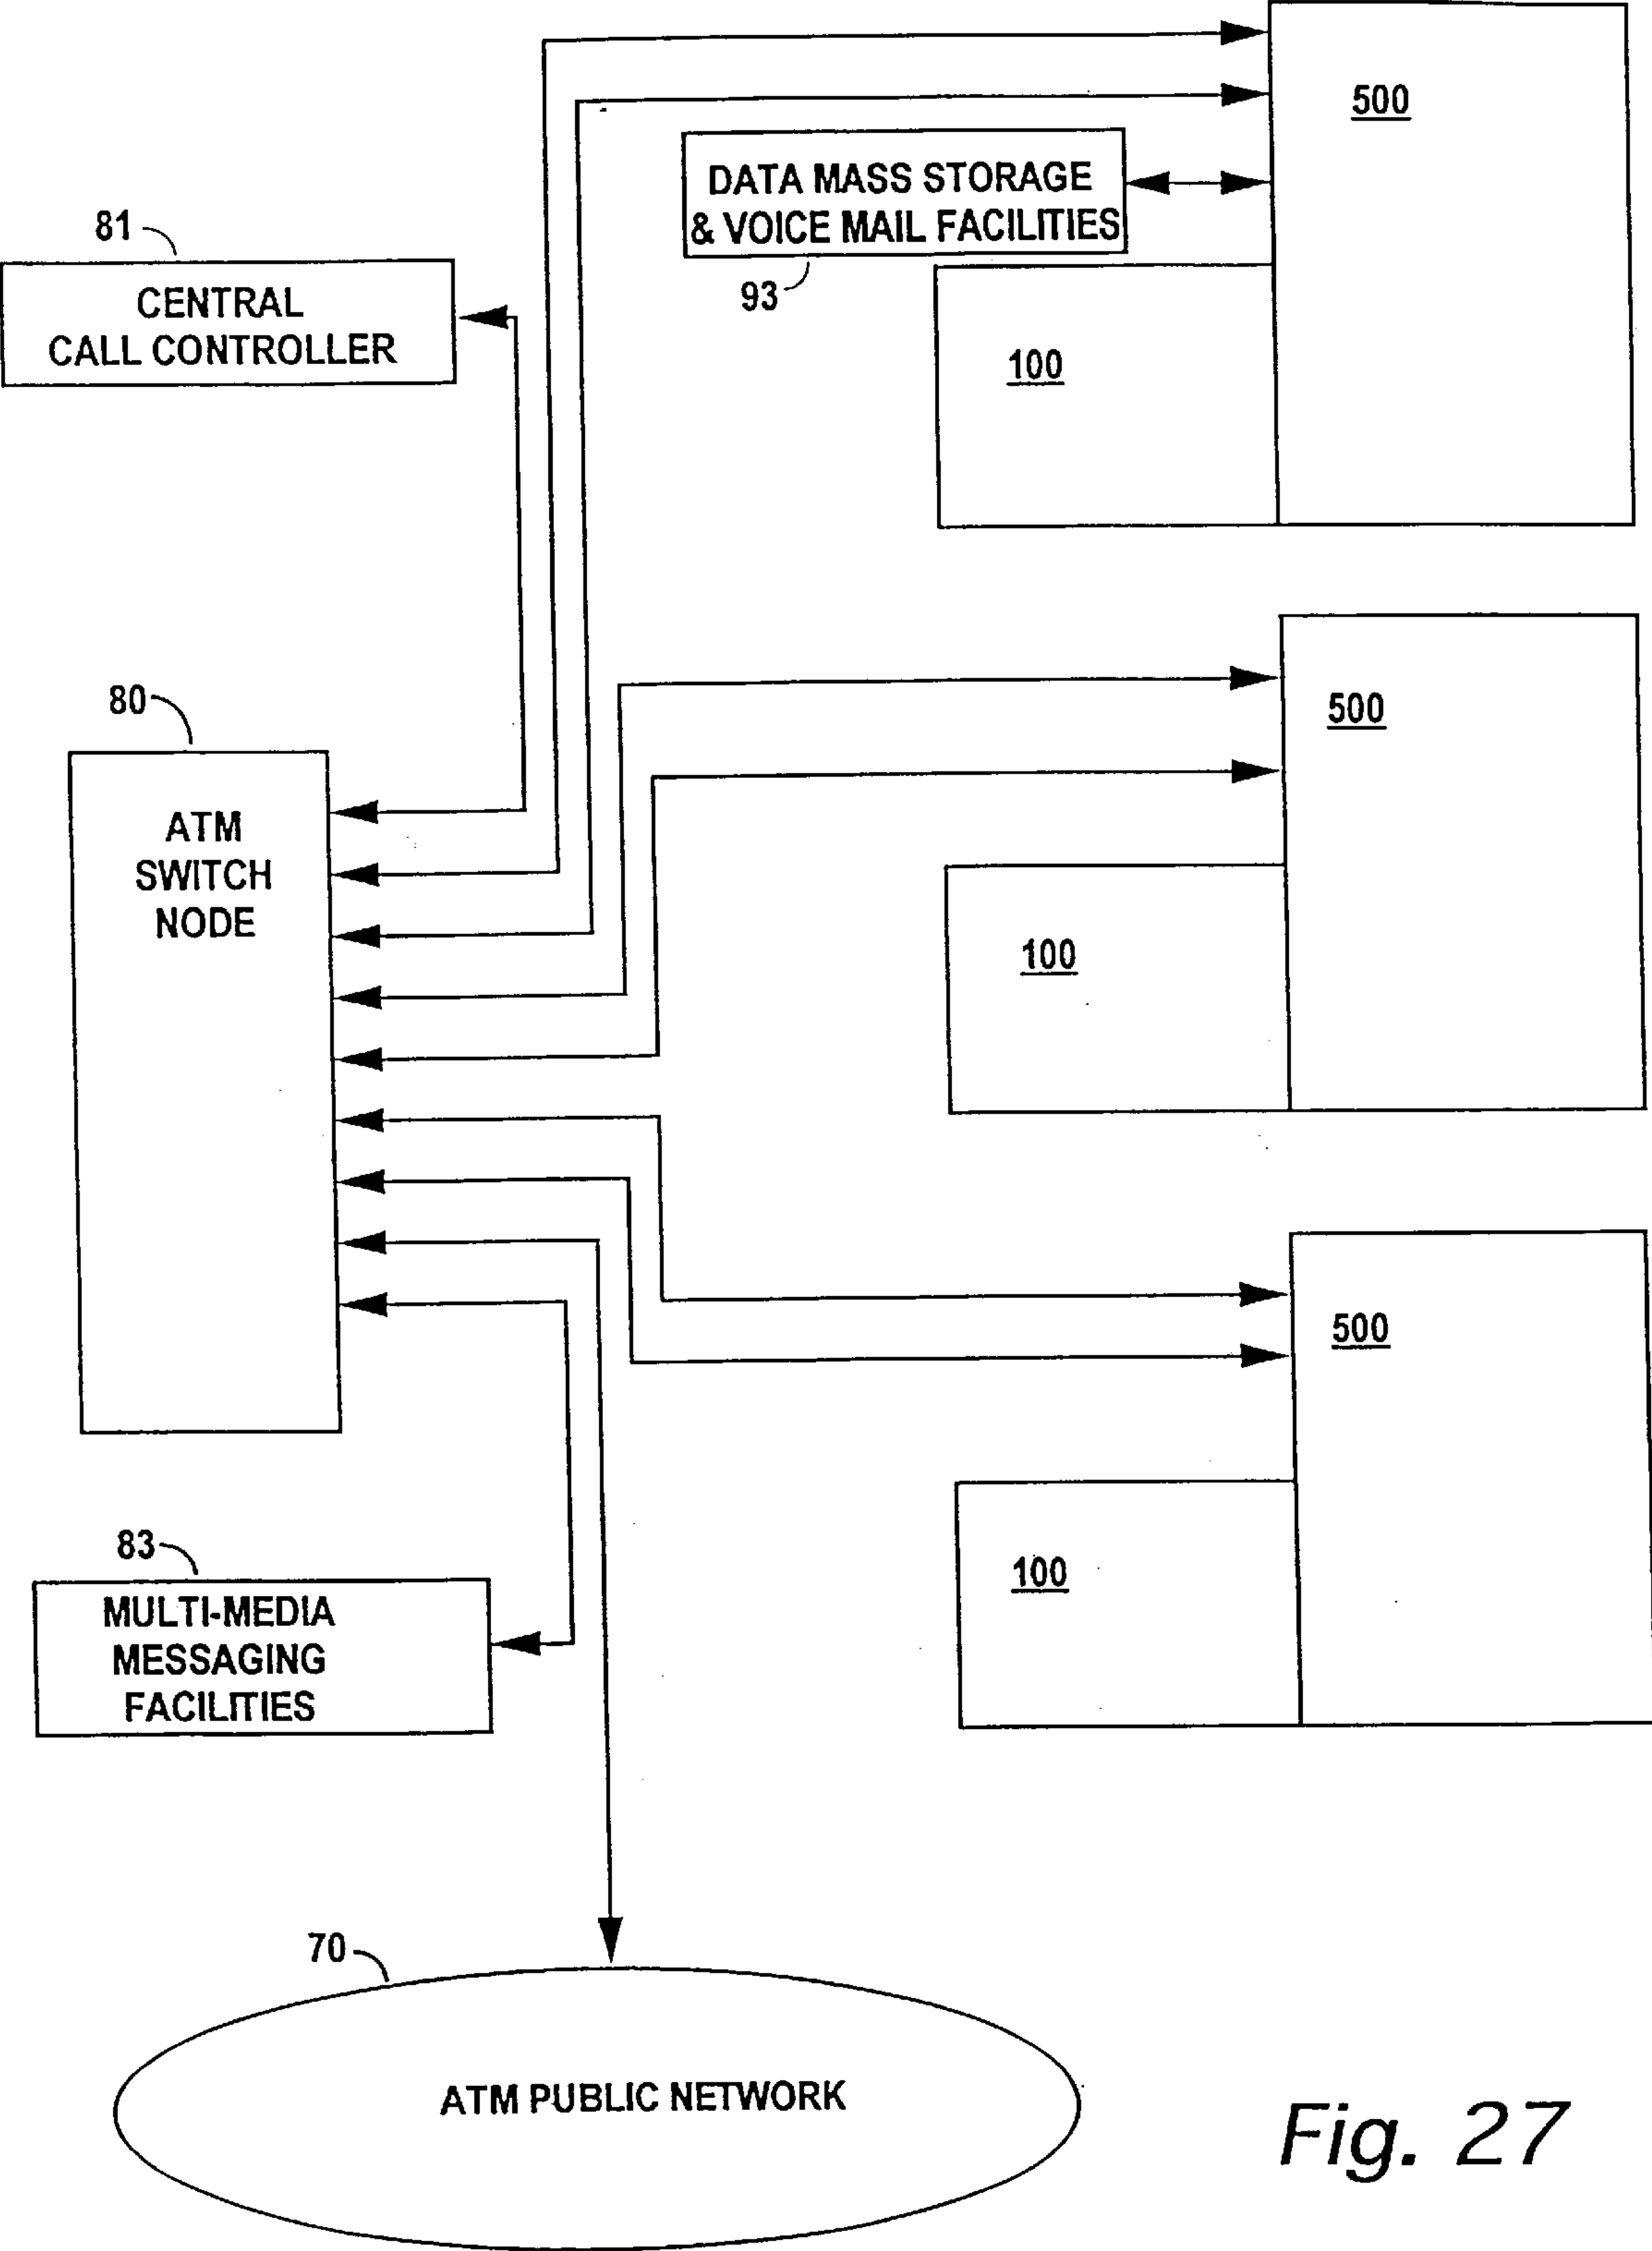 500
DATA MASS STORAGE
& VOICE MAIL FACILITIES
93
81
CENTRAL
CALL CONTROLLER
100
80
ATM
SWITCH
NODE
500
100
500
100
83
MULTI-MEDIA
MESSAGING
FACILITIES
70
ATM PUBLIC NETWORK
Fig. 27